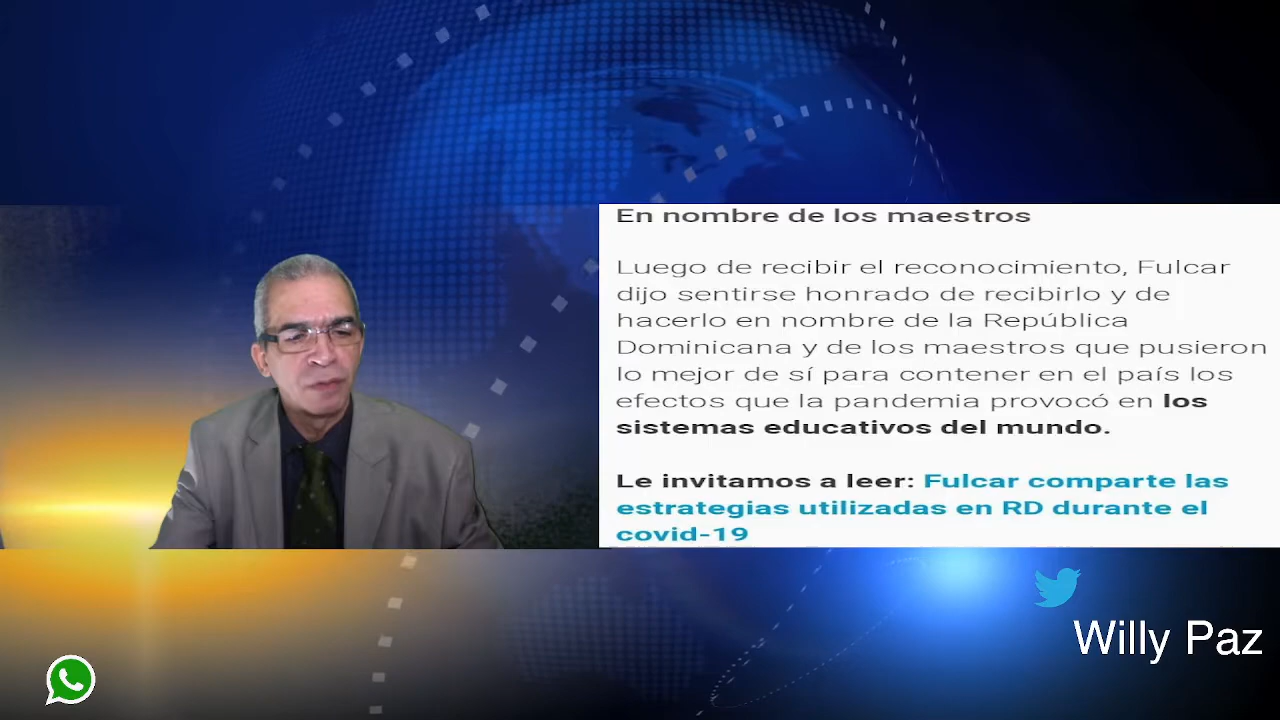 En nombre de los maestros
Luego de recibir el reconocimiento, Fulcar
dijo sentirse honrado de recibirlo y de
hacerlo en nombre de la República
Dominicana y de los maestros que pusieron
lo mejor de sí para contener en el país los
efectos que la pandemia provocó en los
sistemas educativos del mundo.
Le invitamos a leer: Fulcar comparte las
estrategias utilizadas en RD durante el
covid-19
Willy Paz